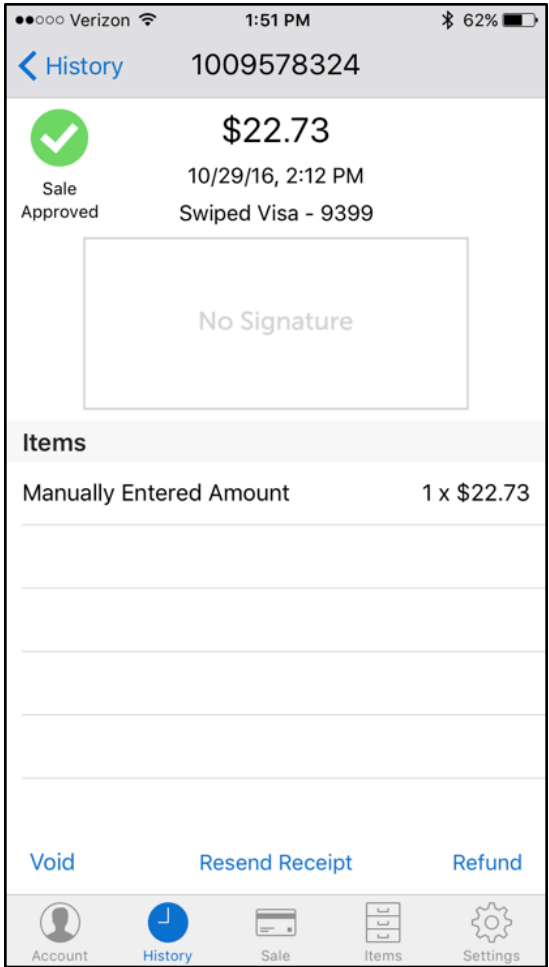 Verizon 1:51 PM 62%
History 1009578324
$22.73
10/29/16, 2:12 PM
Sale
Approved
Swiped Visa - 9399
No Signature
Items
Manually Entered Amount 1 x $22.73
Void Resend Receipt Refund
Account History Sale Items Settings